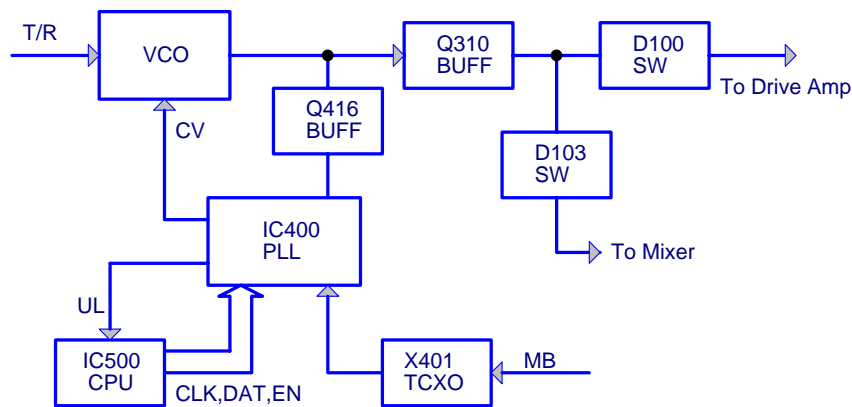 T/R
VCO
Q310
BUFF
D100
SW
To Drive Amp
Q416
BUFF
CV
D103
SW
IC400
PLL
To Mixer
UL
IC500
CPU
CLK,DAT,EN
X401
TCXO
MB